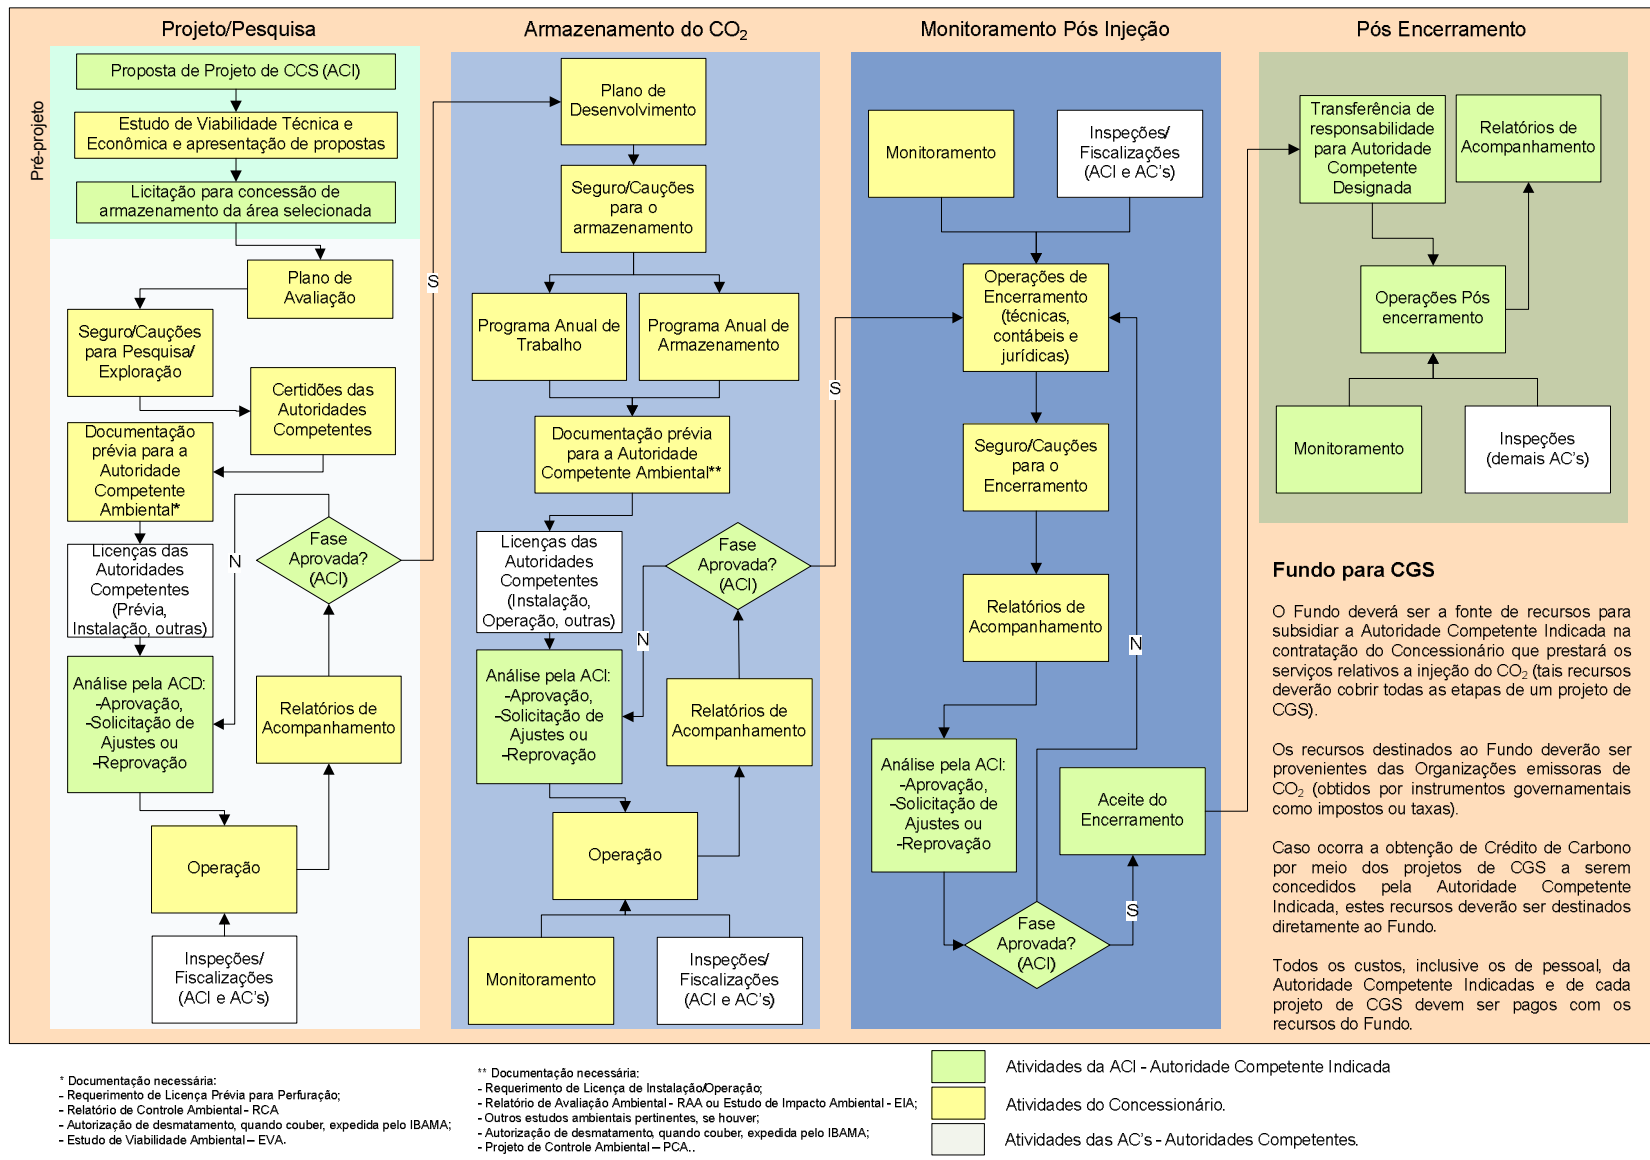 Projeto/Pesquisa
Pré-projeto
Proposta de Projeto de CCS (ACI)
Estudo de Viabilidade Técnica e
Econômica e apresentação de propostas
Licitação para concessão de
armazenamento da área selecionada
Plano de
Avaliação
Seguro/Cauções
para Pesquisa/
Exploração
Certidões das
Autoridades
Competentes
Documentação
prévia para a
Autoridade
Competente
Ambiental*
Licenças das
Autoridades
Competentes
(Prévia,
Instalação, outras)
N
Fase
Aprovada?
(ACI)
S
Análise pela ACD:
-Aprovação,
-Solicitação de
Ajustes ou
-Reprovação
Relatórios de
Acompanhamento
Operação
Inspeções/
Fiscalizações
(ACI e AC's)
Armazenamento do CO₂
Plano de
Desenvolvimento
Seguro/Cauções
para o
armazenamento
Programa Anual de
Trabalho
Programa Anual de
Armazenamento
Documentação prévia
para a Autoridade
Competente Ambiental**
Licenças das
Autoridades
Competentes
(Instalação,
Operação, outras)
Fase
Aprovada?
(ACI)
S
N
Análise pela ACI:
-Aprovação,
-Solicitação de
Ajustes ou
-Reprovação
Relatórios de
Acompanhamento
Operação
Monitoramento
Inspeções/
Fiscalizações
(ACI e AC's)
Monitoramento Pós Injeção
Monitoramento
Inspeções/
Fiscalizações
(ACI e AC's)
Operações de
Encerramento
(técnicas,
contábeis e
jurídicas)
Seguro/Cauções
para o
Encerramento
Relatórios de
Acompanhamento
N
Análise pela ACI:
-Aprovação,
-Solicitação de
Ajustes ou
-Reprovação
Aceite do
Encerramento
S
Fase
Aprovada?
(ACI)
Pós Encerramento
Transferência de
responsabilidade
para Autoridade
Competente
Designada
Relatórios de
Acompanhamento
Operações Pós
encerramento
Monitoramento
Inspeções
(demais AC's)
Fundo para CGS
O Fundo deverá ser a fonte de recursos para
subsidiar a Autoridade Competente Indicada na
contratação do Concessionário que prestará os
serviços relativos a injeção do CO₂ (tais recursos
deverão cobrir todas as etapas de um projeto de
CGS).
Os recursos destinados ao Fundo deverão ser
provenientes das Organizações emissoras de
CO₂ (obtidos por instrumentos governamentais
como impostos ou taxas).
Caso ocorra a obtenção de Crédito de Carbono
por meio dos projetos de CGS a serem
concedidos pela Autoridade Competente
Indicada, estes recursos deverão ser destinados
diretamente ao Fundo.
Todos os custos, inclusive os de pessoal, da
Autoridade Competente Indicadas e de cada
projeto de CGS devem ser pagos com os
recursos do Fundo.
* Documentação necessária:
- Requerimento de Licença Prévia para Perfuração;
- Relatório de Controle Ambiental - RCA
- Autorização de desmatamento, quando couber, expedida pelo IBAMA;
- Estudo de Viabilidade Ambiental – EVA.
** Documentação necessária:
- Requerimento de Licença de Instalação/Operação;
- Relatório de Avaliação Ambiental - RAA ou Estudo de Impacto Ambiental - EIA;
- Outros estudos ambientais pertinentes, se houver;
- Autorização de desmatamento, quando couber, expedida pelo IBAMA;
- Projeto de Controle Ambiental – PCA..
Atividades da ACI - Autoridade Competente Indicada
Atividades do Concessionário.
Atividades das AC's - Autoridades Competentes.